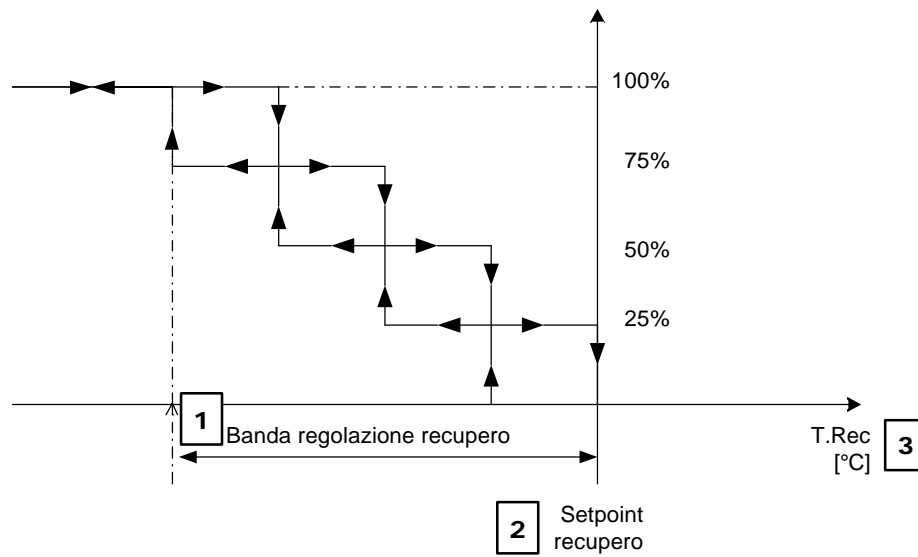 100%
75%
50%
25%
1
Banda regolazione recupero
T.Rec
[°C]
3
2
Setpoint
recupero